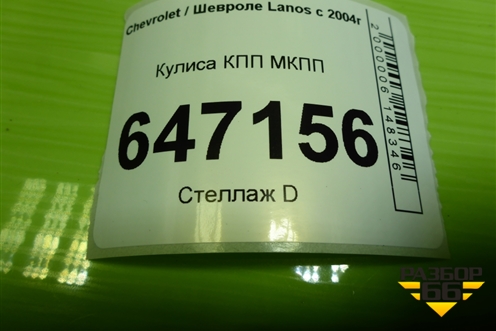 Chevrolet / Шевроле Lanos с 2004г
Кулиса КПП МКПП
647156
Стеллаж D
2000006148346
РАЗБОР
66